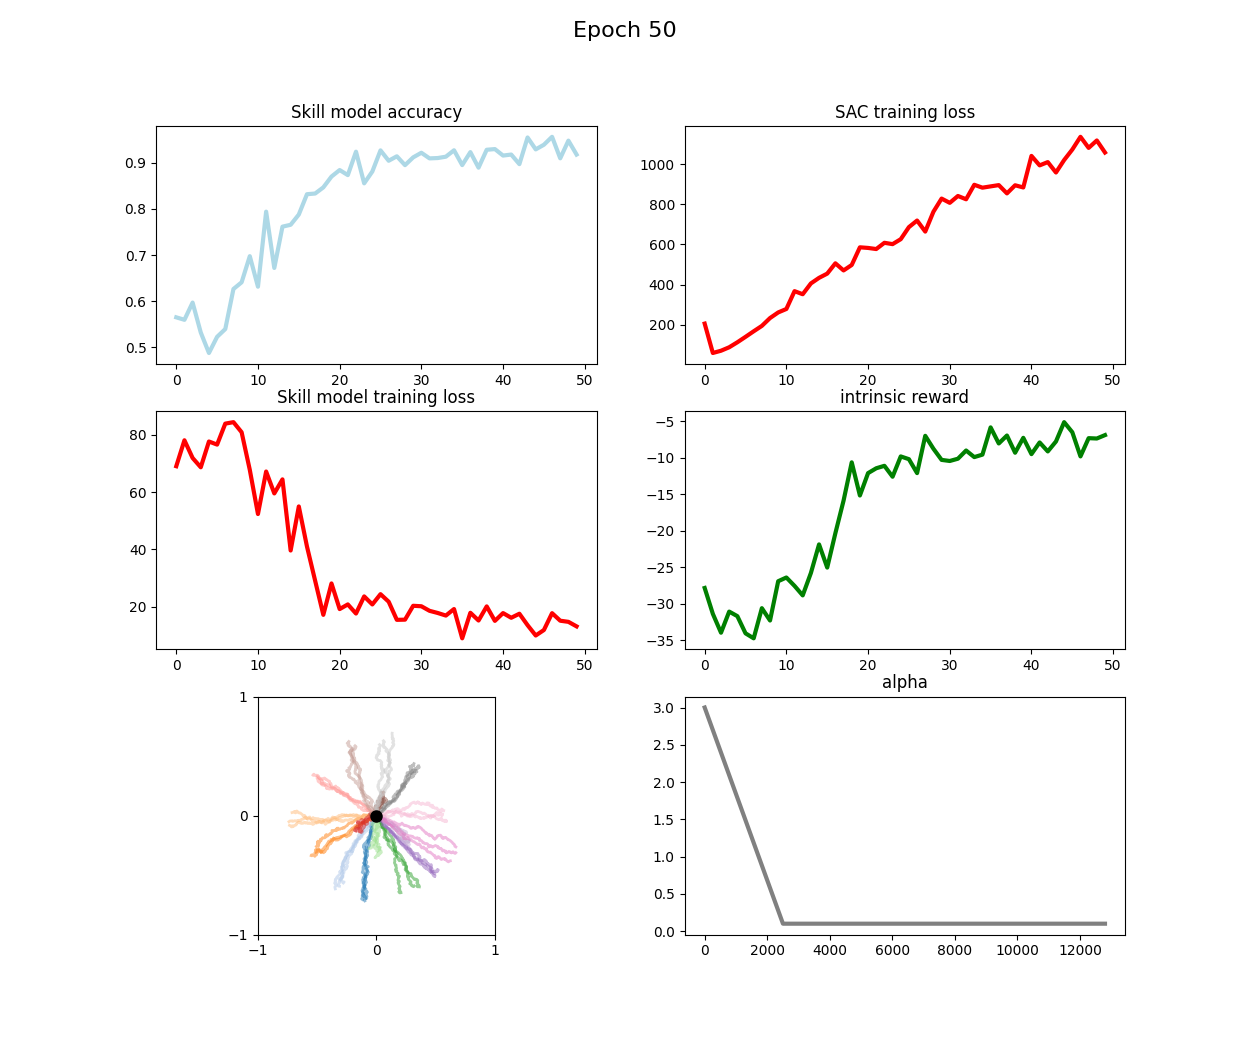 Epoch 50
Skill model accuracy
0.9
0.8
0.7
0.6
0.5
0 10 20 30 40 50
SAC training loss
1000
800
600
400
200
0 10 20 30 40 50
Skill model training loss
80
60
40
20
0 10 20 30 40 50
intrinsic reward
−5
−10
−15
−20
−25
−30
−35
0 10 20 30 40 50
1
0
−1
−1 0 1
alpha
3.0
2.5
2.0
1.5
1.0
0.5
0.0
0 2000 4000 6000 8000 10000 12000